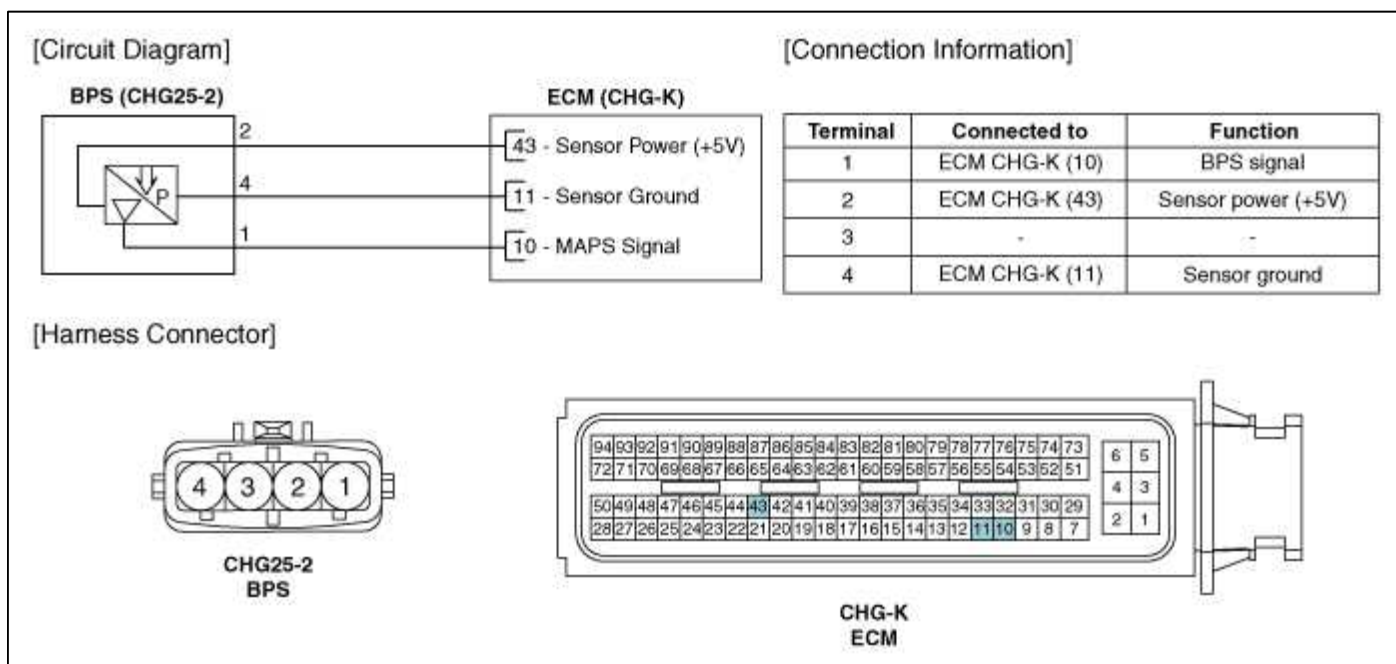 [Circuit Diagram]
BPS (CHG25-2)
ECM (CHG-K)
2
43 - Sensor Power (+5V)
4
11 - Sensor Ground
1
10 - MAPS Signal
P
[Connection Information]
Terminal Connected to Function
1 ECM CHG-K (10) BPS signal
2 ECM CHG-K (43) Sensor power (+5V)
3 - -
4 ECM CHG-K (11) Sensor ground
[Harness Connector]
4 3 2 1
CHG25-2
BPS
94 93 92 91 90 89 88 87 86 85 84 83 82 81 80 79 78 77 76 75 74 73
72 71 70 69 68 67 66 65 64 63 62 61 60 59 58 57 56 55 54 53 52 51
50 49 48 47 46 45 44 43 42 41 40 39 38 37 36 35 34 33 32 31 30 29
28 27 26 25 24 23 22 21 20 19 18 17 16 15 14 13 12 11 10 9 8 7
6 5
4 3
2 1
CHG-K
ECM